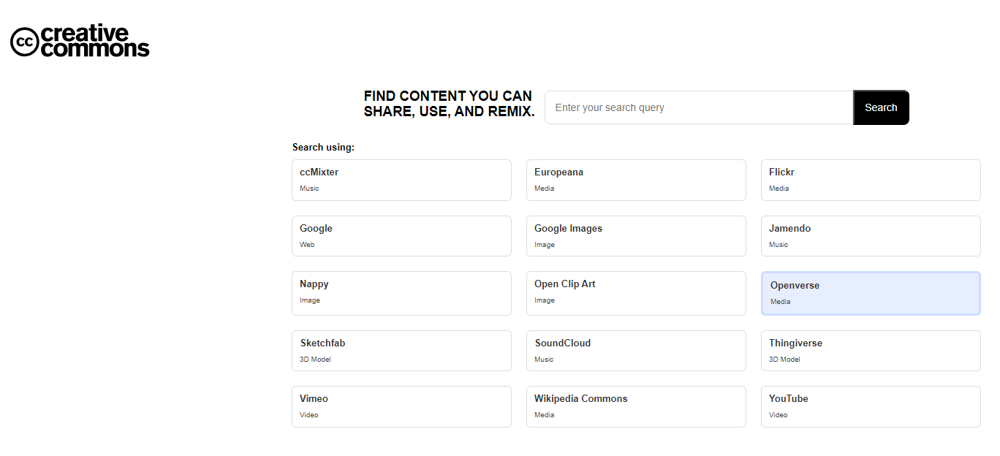 cc creative
commons
FIND CONTENT YOU CAN
SHARE, USE, AND REMIX.
Enter your search query
Search
Search using:
ccMixter
Music
Europeana
Media
Flickr
Media
Google
Web
Google Images
Image
Jamendo
Music
Nappy
Image
Open Clip Art
Image
Openverse
Media
Sketchfab
3D Model
SoundCloud
Music
Thingiverse
3D Model
Vimeo
Video
Wikipedia Commons
Media
YouTube
Video